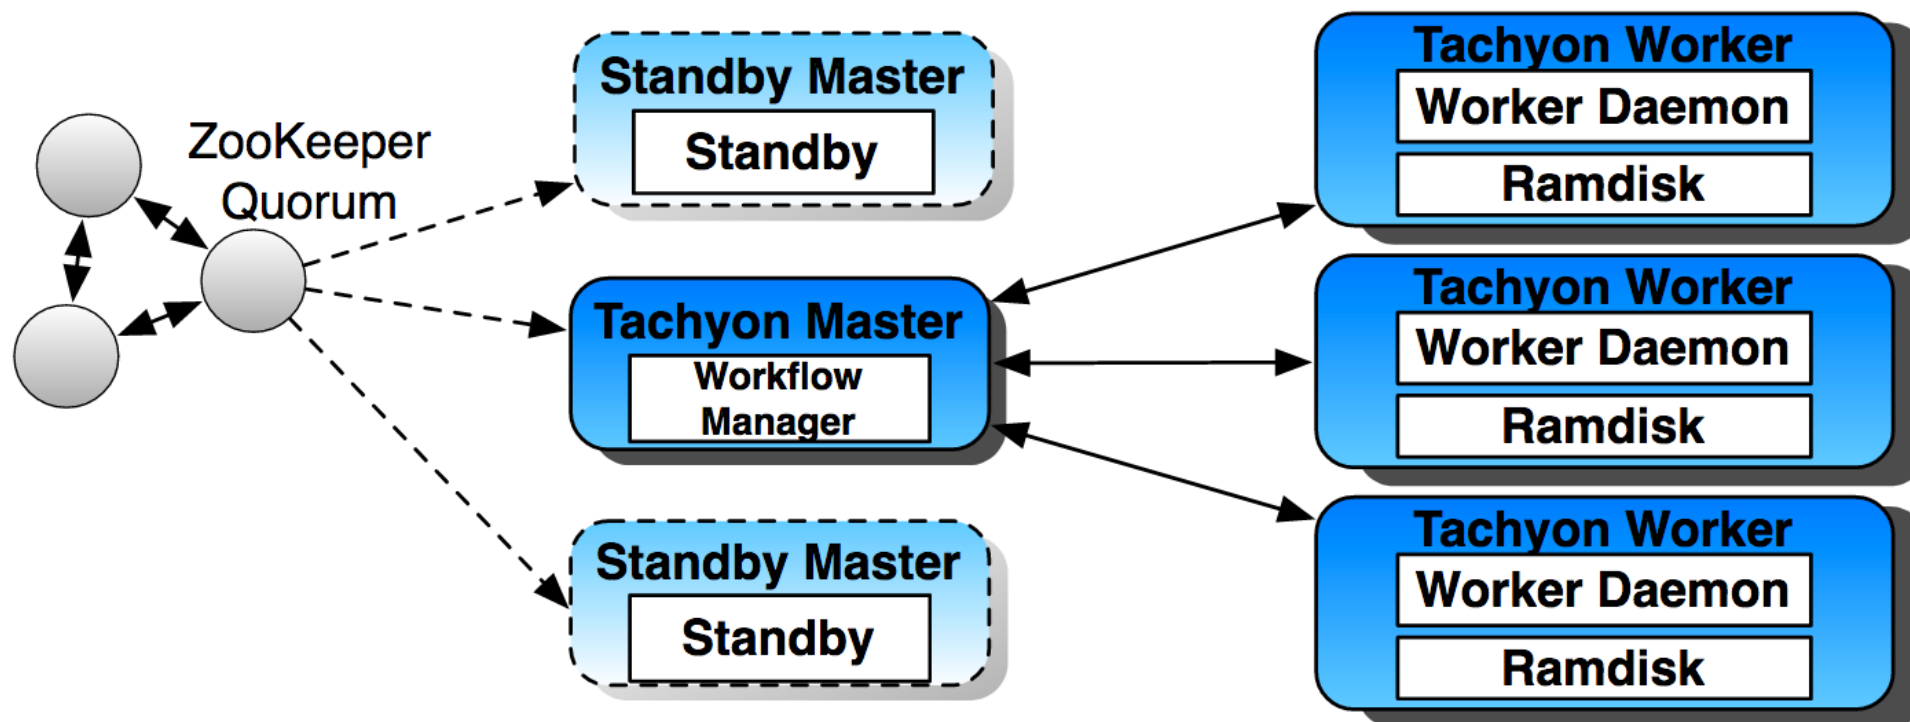 ZooKeeper
Quorum
Standby Master
Standby
Tachyon Master
Workflow
Manager
Standby Master
Standby
Tachyon Worker
Worker Daemon
Ramdisk
Tachyon Worker
Worker Daemon
Ramdisk
Tachyon Worker
Worker Daemon
Ramdisk